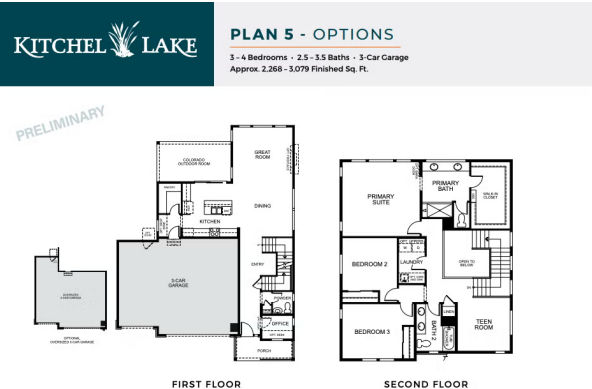 KITCHEL LAKE
PLAN 5 - OPTIONS
3 – 4 Bedrooms • 2.5 – 3.5 Baths • 3-Car Garage
Approx. 2,268 – 3,079 Finished Sq. Ft.
PRELIMINARY
COLORADO
OUTDOOR ROOM
GREAT
ROOM
DINING
KITCHEN
3-CAR
GARAGE
ENTRY
POWDER
OFFICE
PORCH
OPTIONAL
OVERSIZED 3-CAR GARAGE
PRIMARY
SUITE
PRIMARY
BATH
WALK-IN
CLOSET
LAUNDRY
W D
OPEN TO
BELOW
BEDROOM 2
DN
LINEN
BATH 2
TEEN
ROOM
BEDROOM 3
FIRST FLOOR
SECOND FLOOR